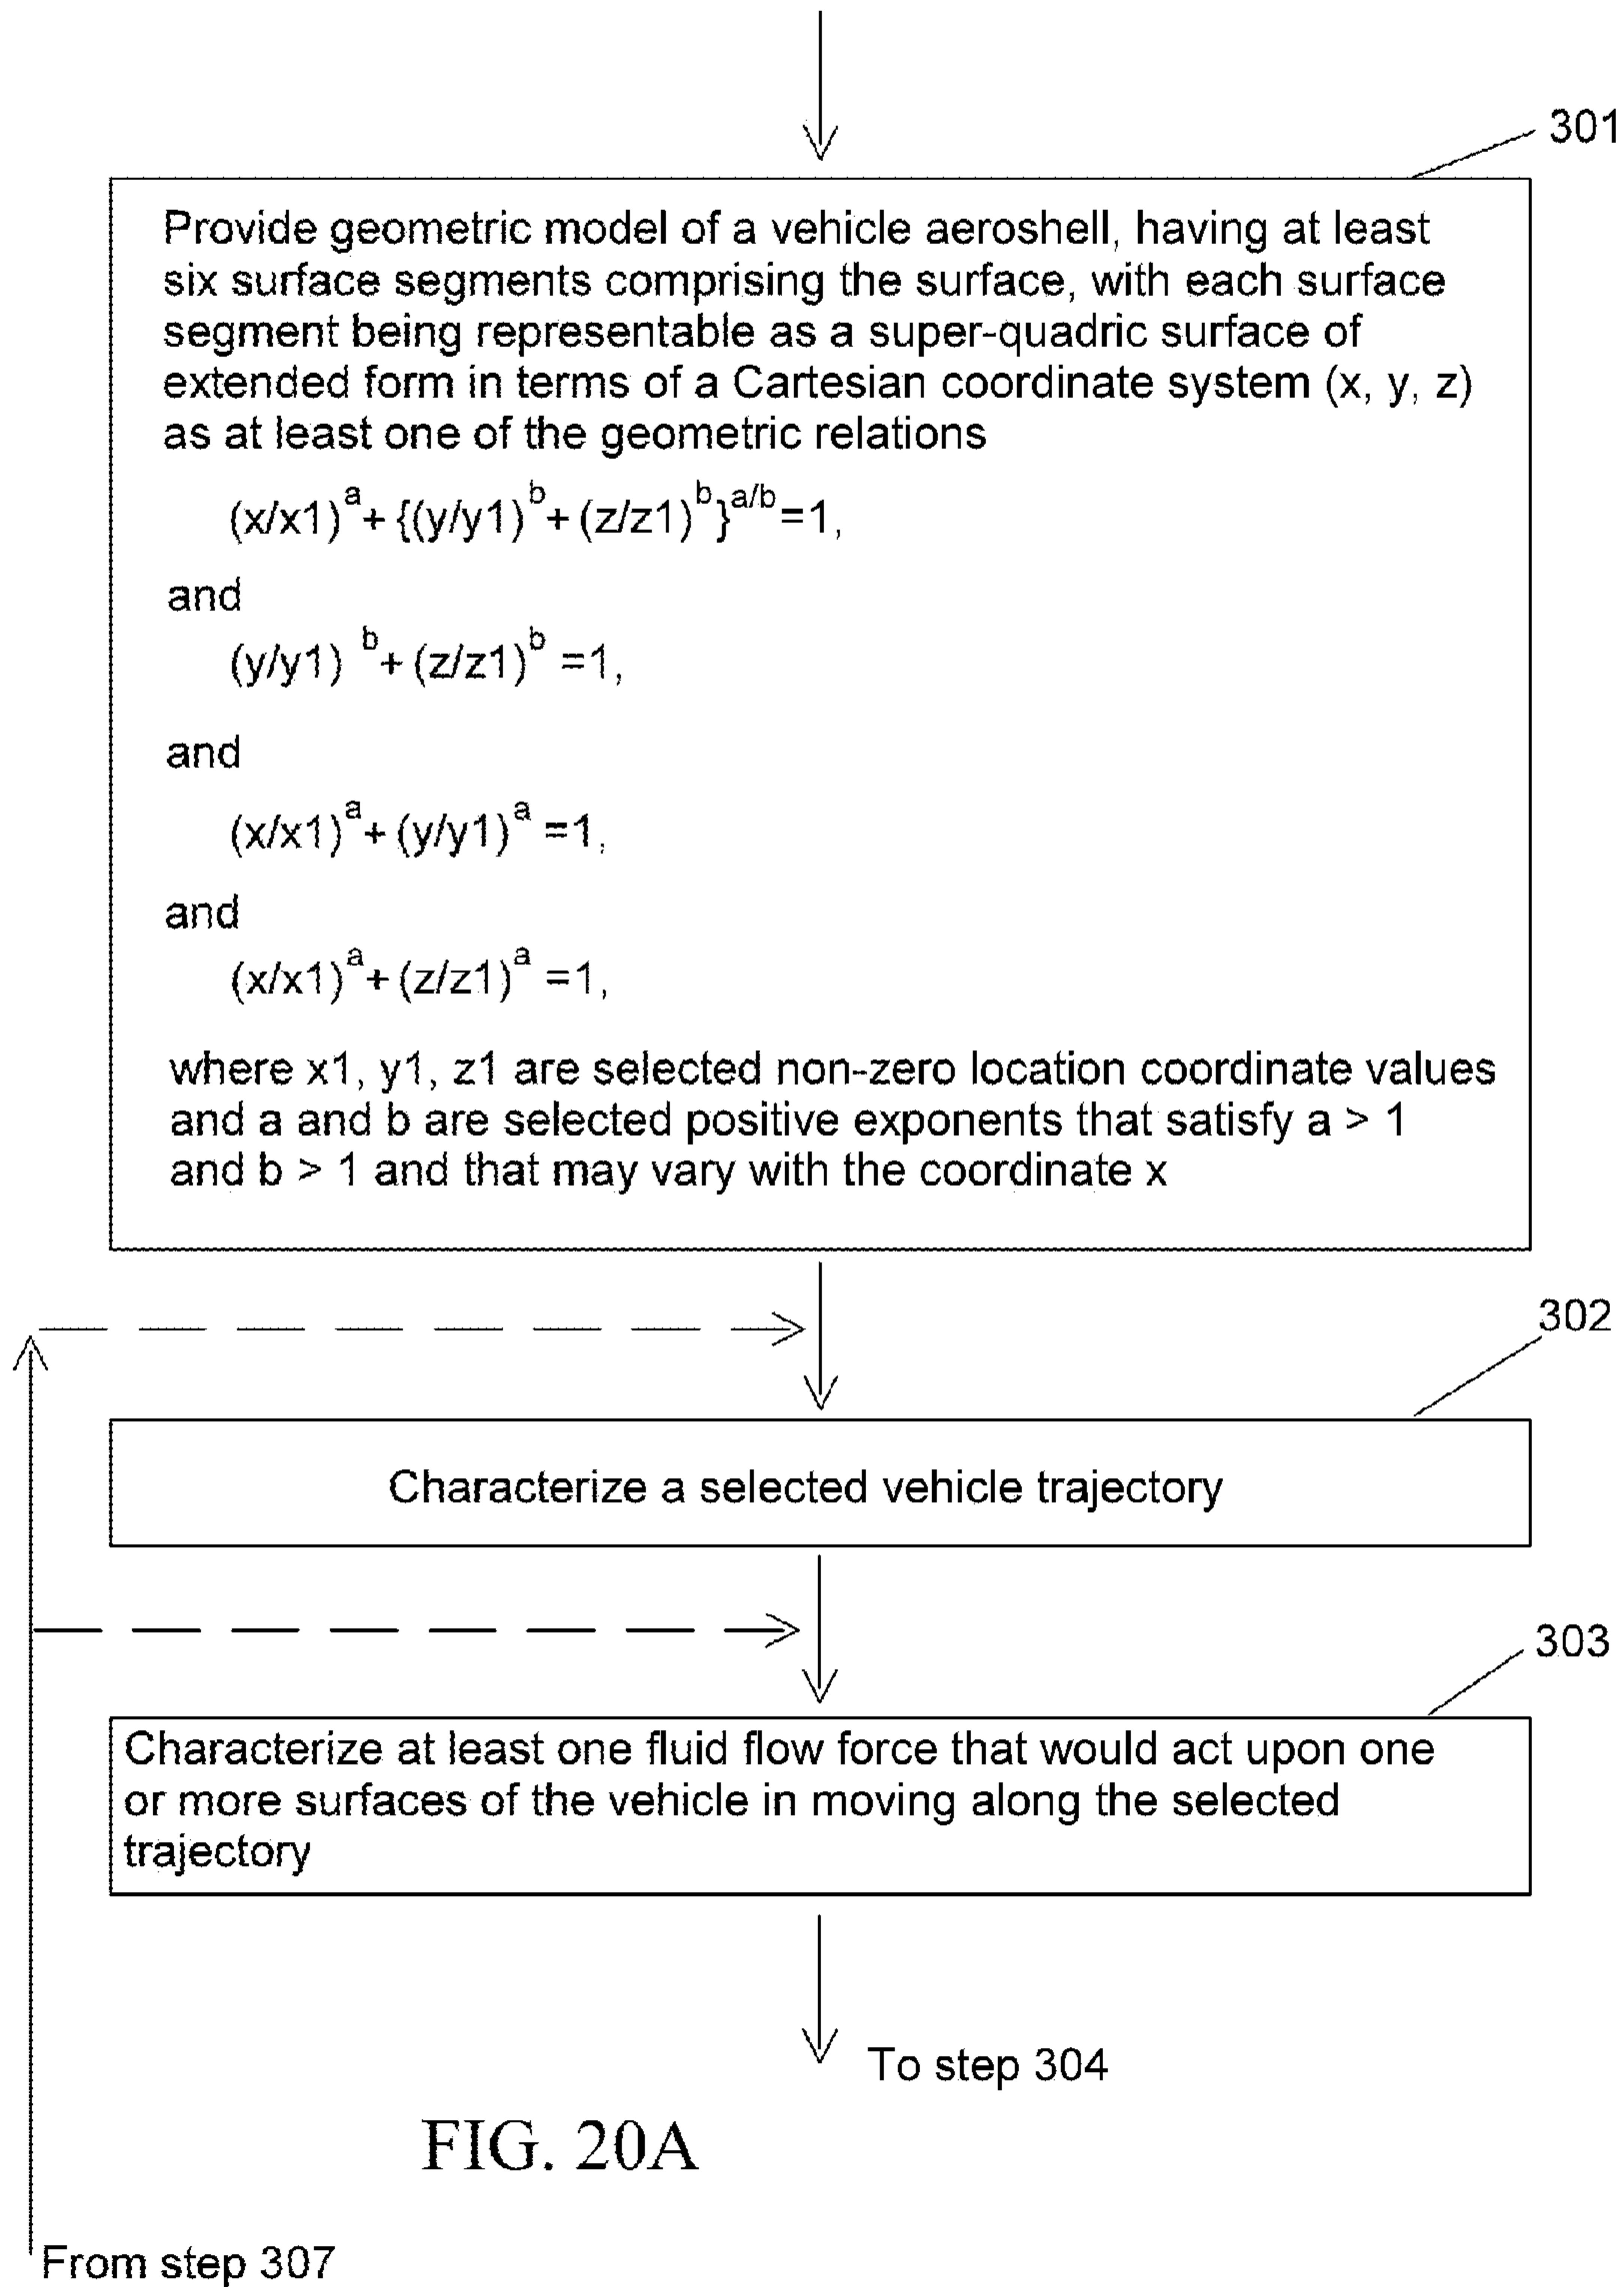 301
Provide geometric model of a vehicle aeroshell, having at least
six surface segments comprising the surface, with each surface
segment being representable as a super-quadric surface of
extended form in terms of a Cartesian coordinate system (x, y, z)
as at least one of the geometric relations
(x/x1)^a + {(y/y1)^b + (z/z1)^b}^a/b =1,
and
(y/y1)^b + (z/z1)^b =1,
and
(x/x1)^a + (y/y1)^a =1,
and
(x/x1)^a + (z/z1)^a =1,
where x1, y1, z1 are selected non-zero location coordinate values
and a and b are selected positive exponents that satisfy a > 1
and b > 1 and that may vary with the coordinate x
302
Characterize a selected vehicle trajectory
303
Characterize at least one fluid flow force that would act upon one
or more surfaces of the vehicle in moving along the selected
trajectory
To step 304
FIG. 20A
From step 307